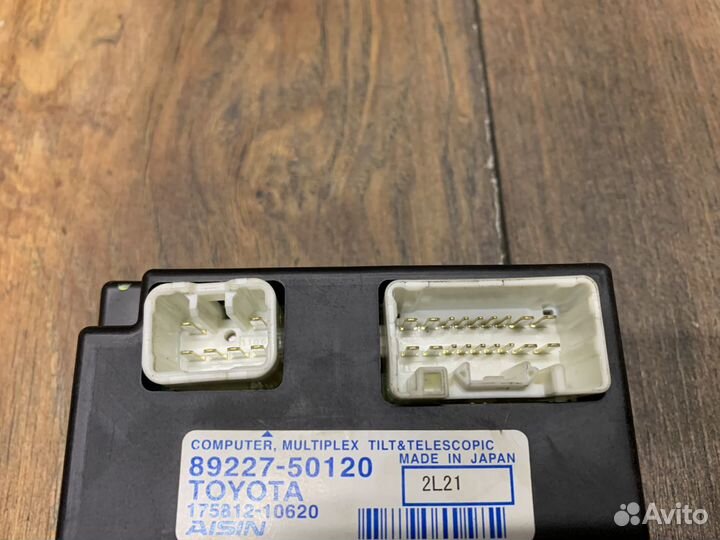 COMPUTER, MULTIPLEX TILT&TELESCOPIC
89227-50120 MADE IN JAPAN
TOYOTA 2L21
175812-10620
AISIN
Avito